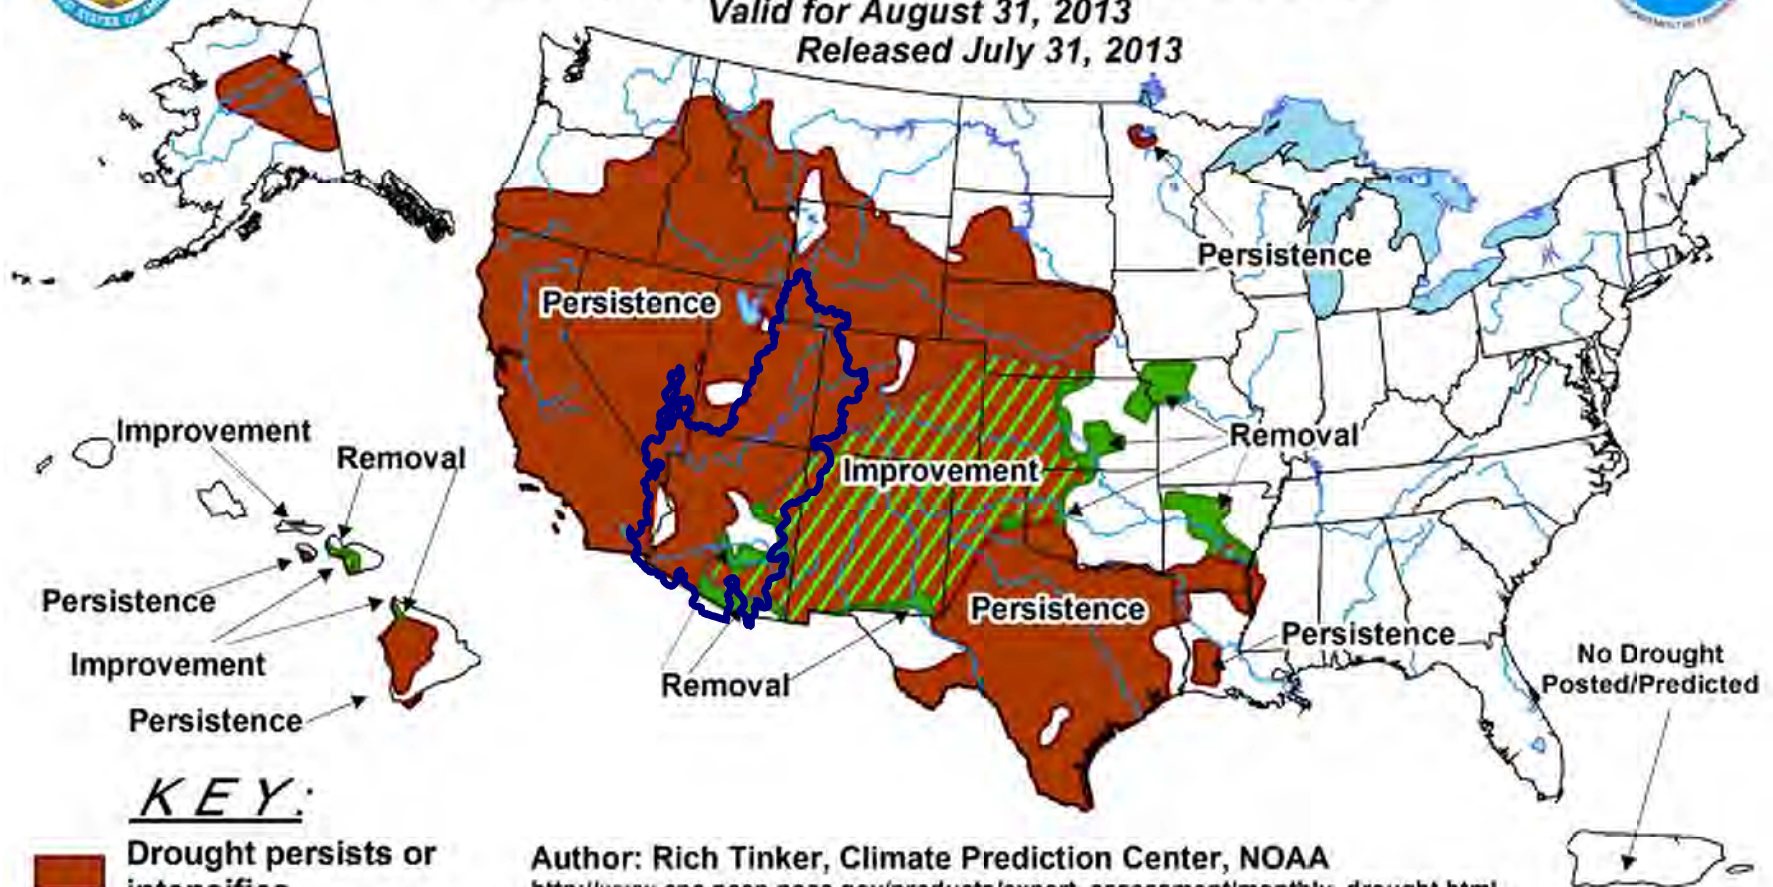 Valid for August 31, 2013
Released July 31, 2013
Persistence
Persistence
Improvement
Removal
Removal
Improvement
Persistence
Persistence
Persistence
Improvement
No Drought
Posted/Predicted
Removal
Persistence
KEY:
Drought persists or
intensifies
Author: Rich Tinker, Climate Prediction Center, NOAA